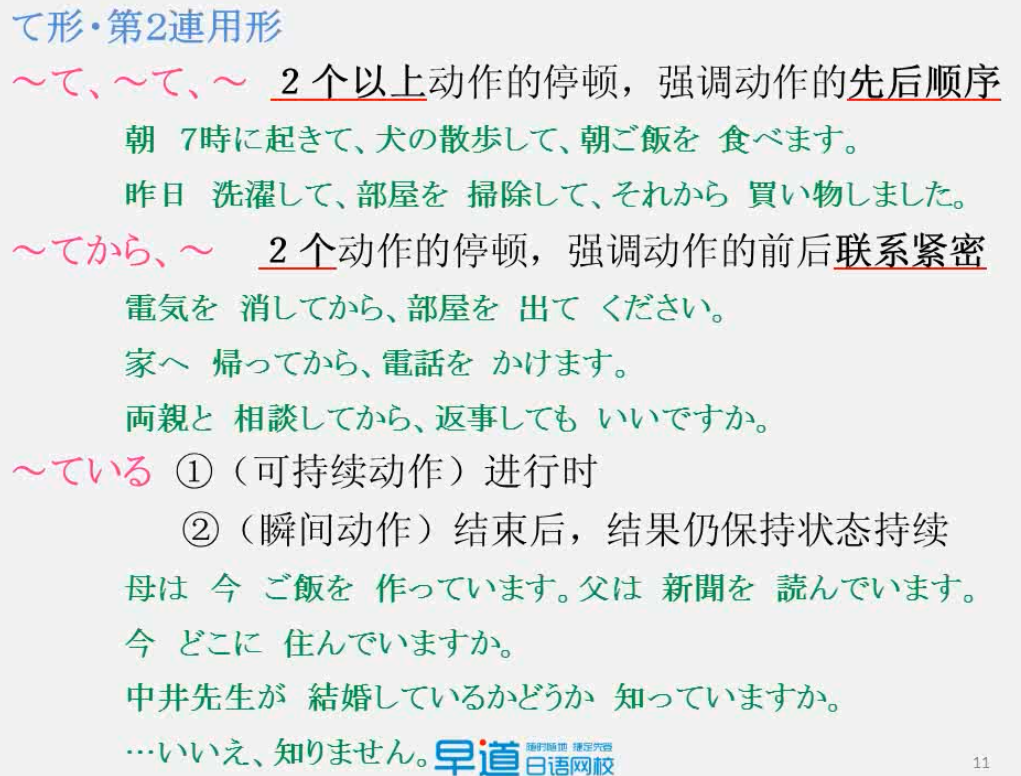 て形・第2連用形
～て、～て、～ 2个以上动作的停顿，强调动作的先后顺序
朝 7時に起きて、犬の散歩して、朝ご飯を 食べます。
昨日 洗濯して、部屋を 掃除して、それから 買い物しました。
～てから、～ 2个动作的停顿，强调动作的前后联系紧密
電気を 消してから、部屋を 出て ください。
家へ 帰ってから、電話を かけます。
両親と 相談してから、返事しても いいですか。
～ている ①（可持续动作）进行时
②（瞬间动作）结束后，结果仍保持状态持续
母は 今 ご飯を 作っています。父は 新聞を 読んでいます。
今 どこに 住んでいますか。
中井先生が 結婚しているかどうか 知っていますか。
…いいえ、知りません。
早道 随时随地 捷足先登
日语网校
11